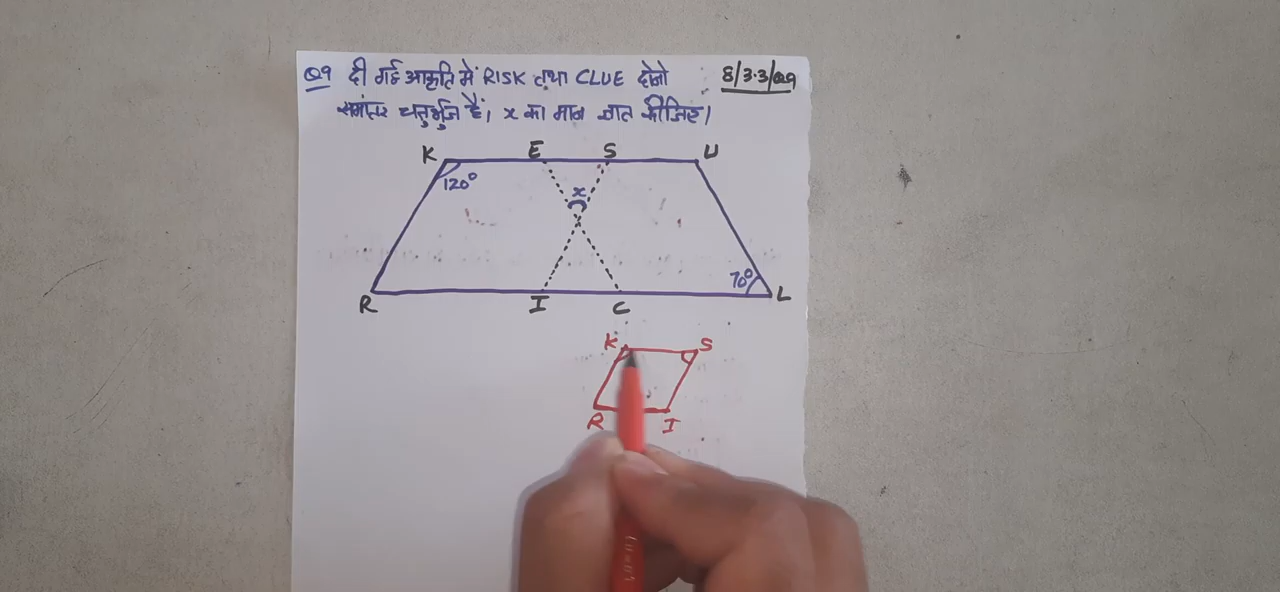 Q9 दी गई आकृति में RISK तथा CLUE दोनो 8/3.3/Q9
समांतर चतुर्भुज हैं। x का मान ज्ञात कीजिए।
K E S U
120° x
70°
R I C L
K S
R I